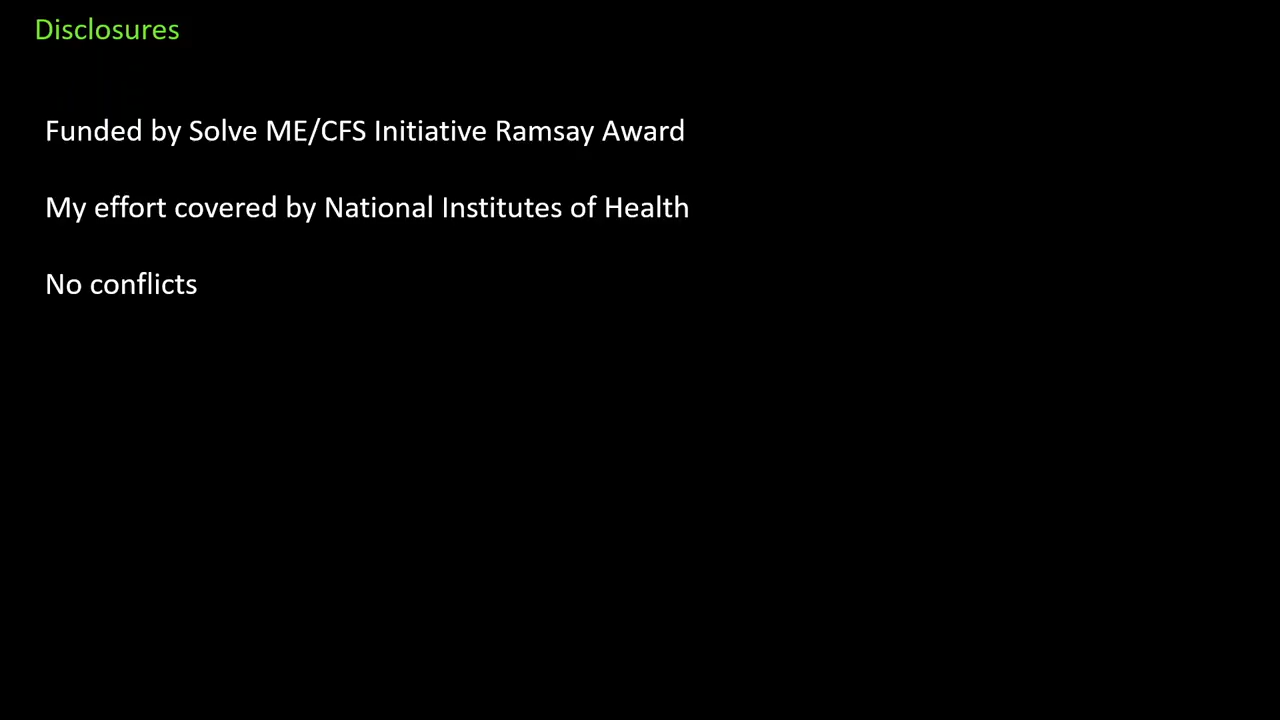 Disclosures
Funded by Solve ME/CFS Initiative Ramsay Award
My effort covered by National Institutes of Health
No conflicts